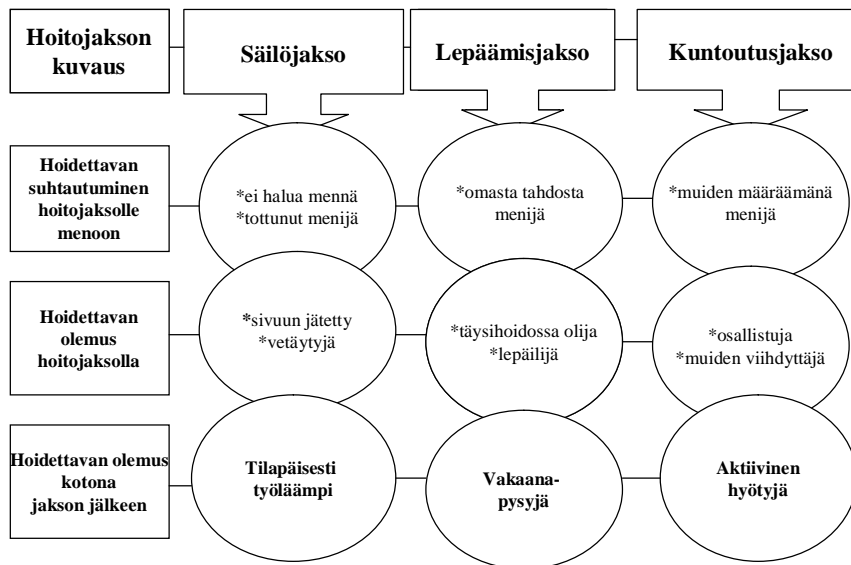 Hoitojakson
kuvaus
Säilöjakso
Lepäämisjakso
Kuntoutusjakso
Hoidettavan
suhtautuminen
hoitojaksolle
menoon
*ei halua mennä
*tottunut menijä
*omasta tahdosta
menijä
*muiden määräämänä
menijä
Hoidettavan
olemus
hoitojaksolla
*sivuun jätetty
*vetäytyjä
*täysihoidossa olija
*lepäilijä
*osallistuja
*muiden viihdyttäjä
Hoidettavan olemus
kotona
jakson jälkeen
Tilapäisesti
työläämpi
Vakaana-
pysyjä
Aktiivinen
hyötyjä